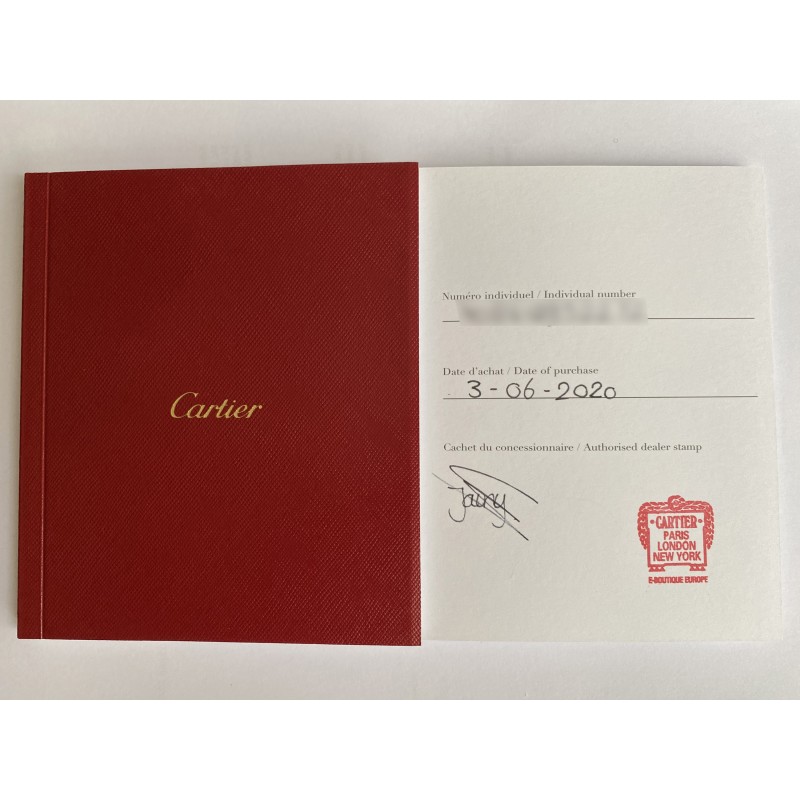 Cartier
Numéro individuel / Individual number
Date d'achat / Date of purchase
3-06-2020
Cachet du concessionnaire / Authorised dealer stamp
CARTIER
PARIS
LONDON
NEW YORK
E-BOUTIQUE EUROPE